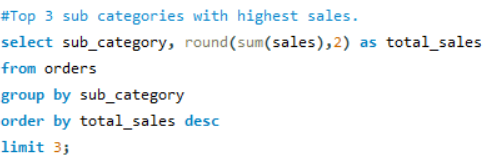 #Top 3 sub categories with highest sales.
select sub_category, round(sum(sales),2) as total_sales
from orders
group by sub_category
order by total_sales desc
limit 3;